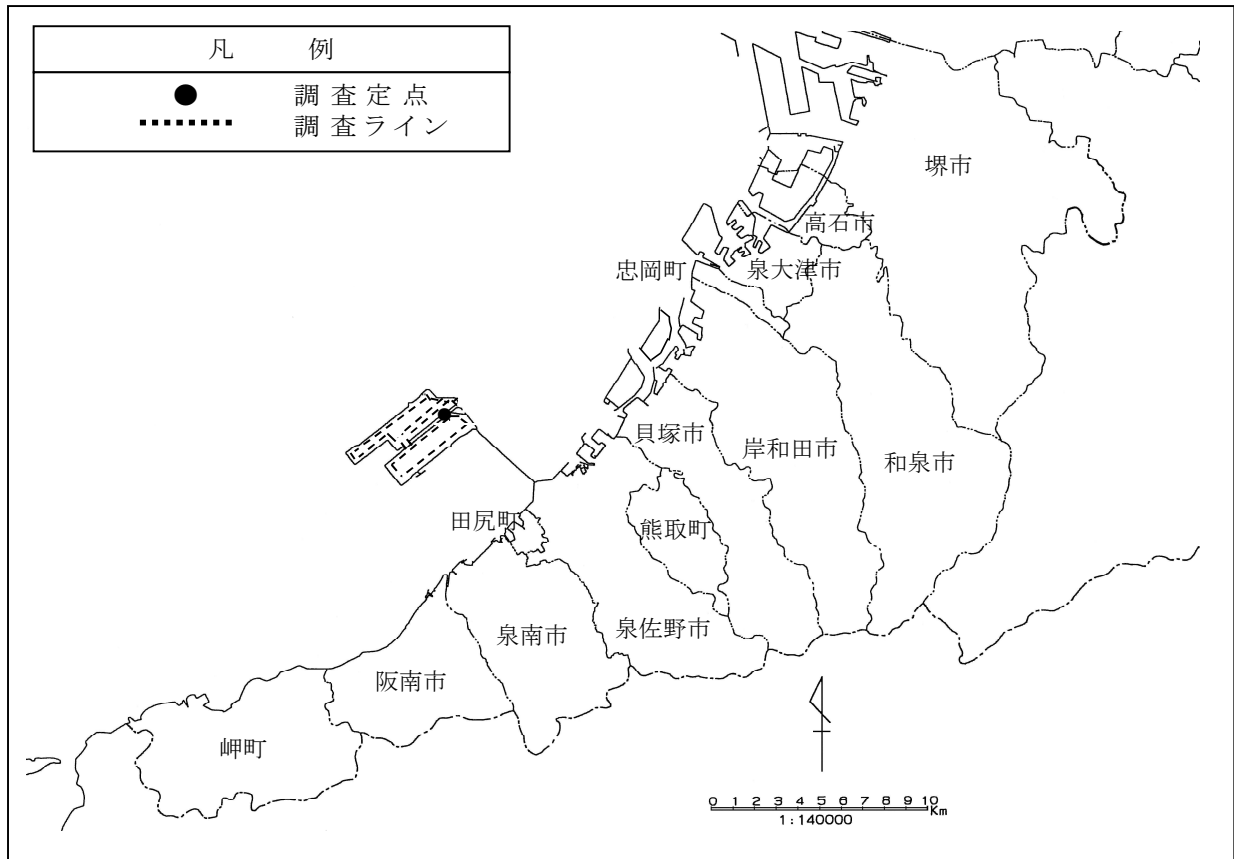 凡 例
調査定点
調査ライン
堺市
高石市
泉大津市
忠岡町
貝塚市
岸和田市
和泉市
田尻町
熊取町
泉南市
泉佐野市
阪南市
岬町
0 1 2 3 4 5 6 7 8 9 10
Km
1:140000